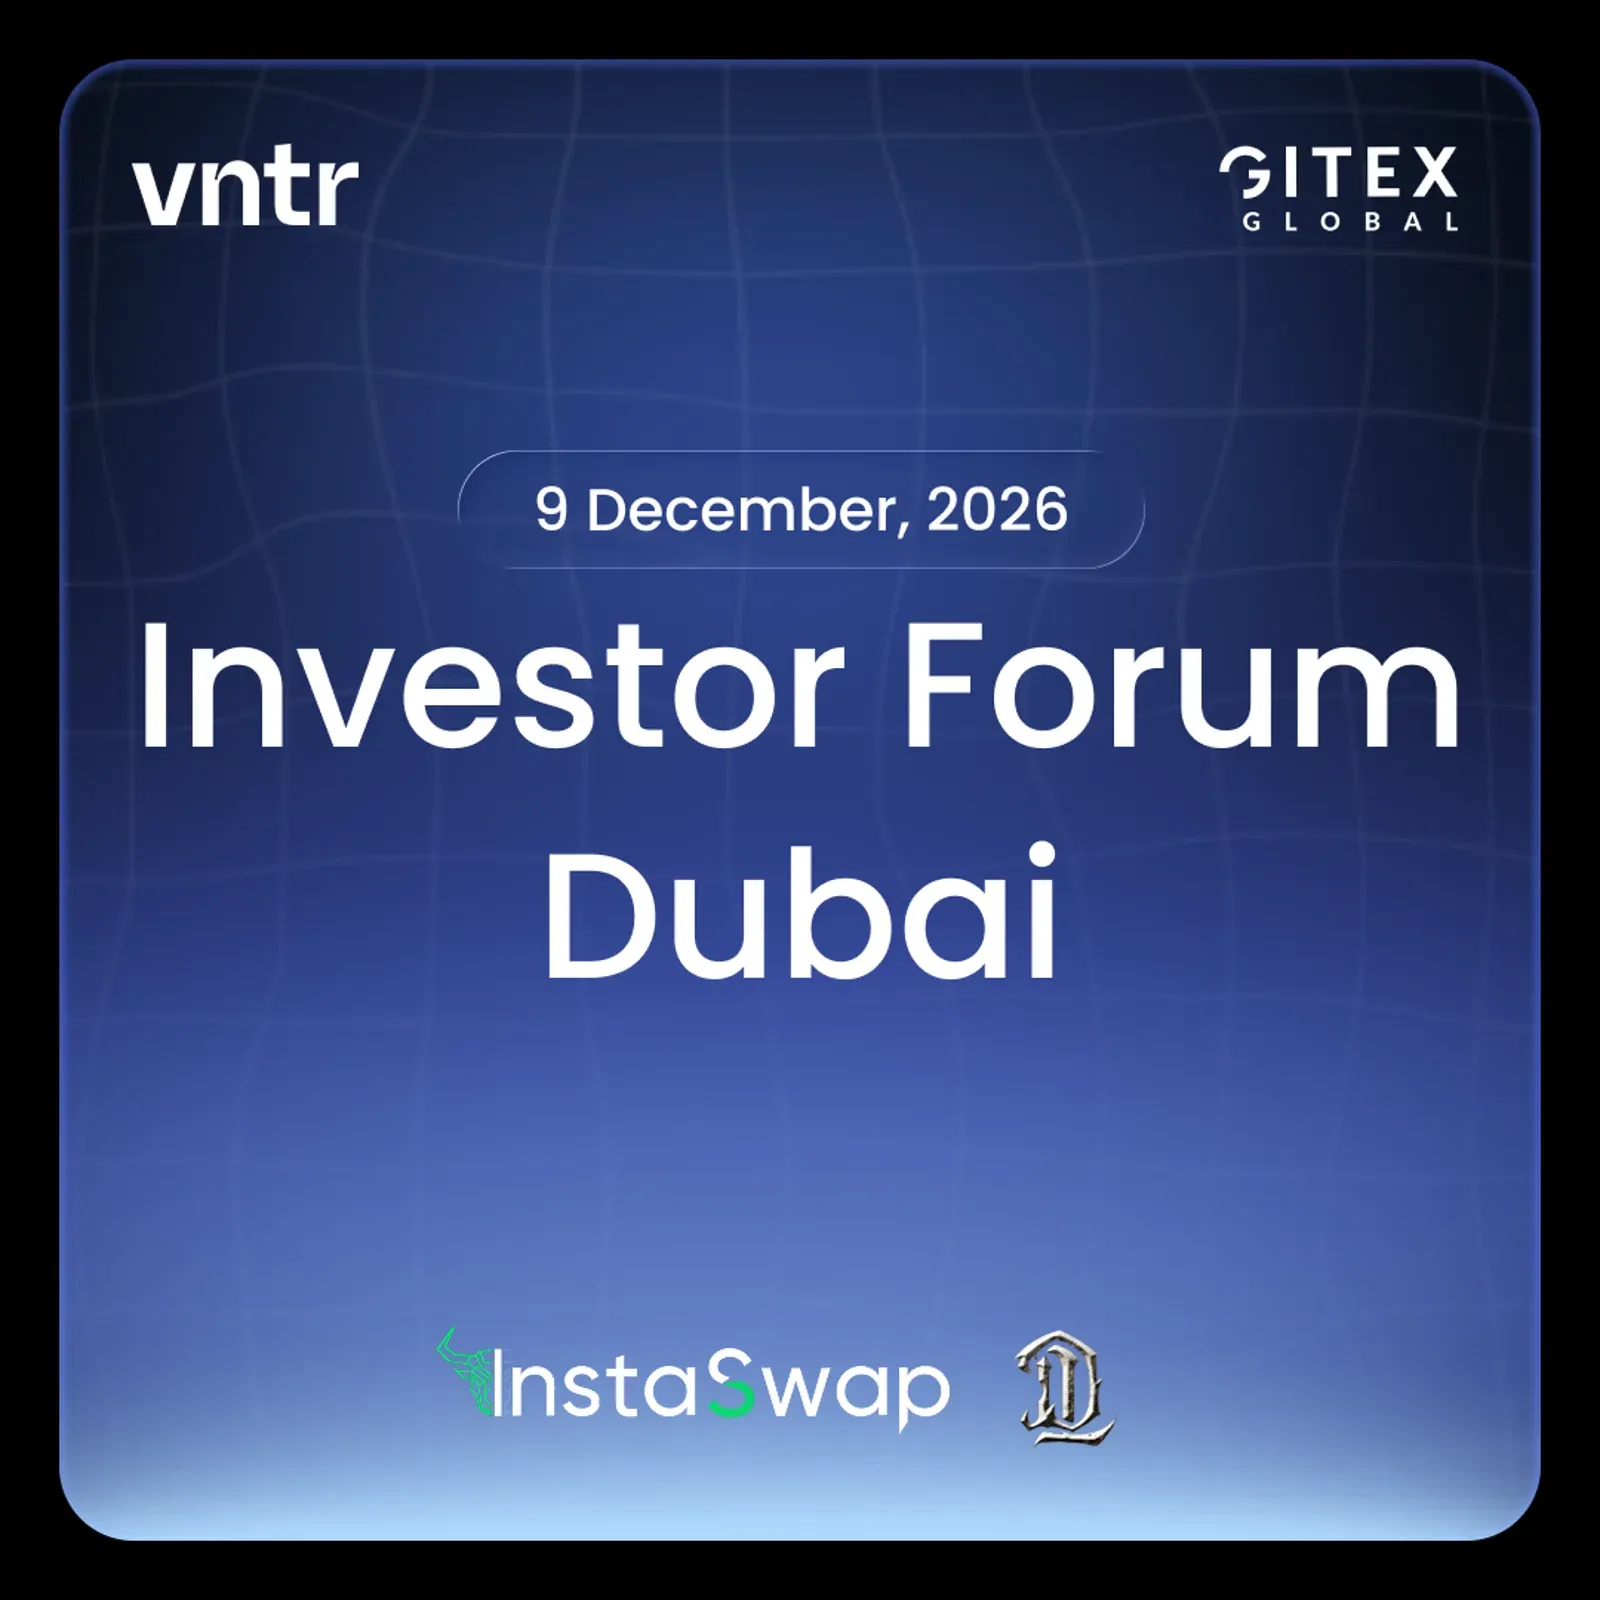 vntr
GITEX
GLOBAL
9 December, 2026
Investor Forum
Dubai
InstaSwap